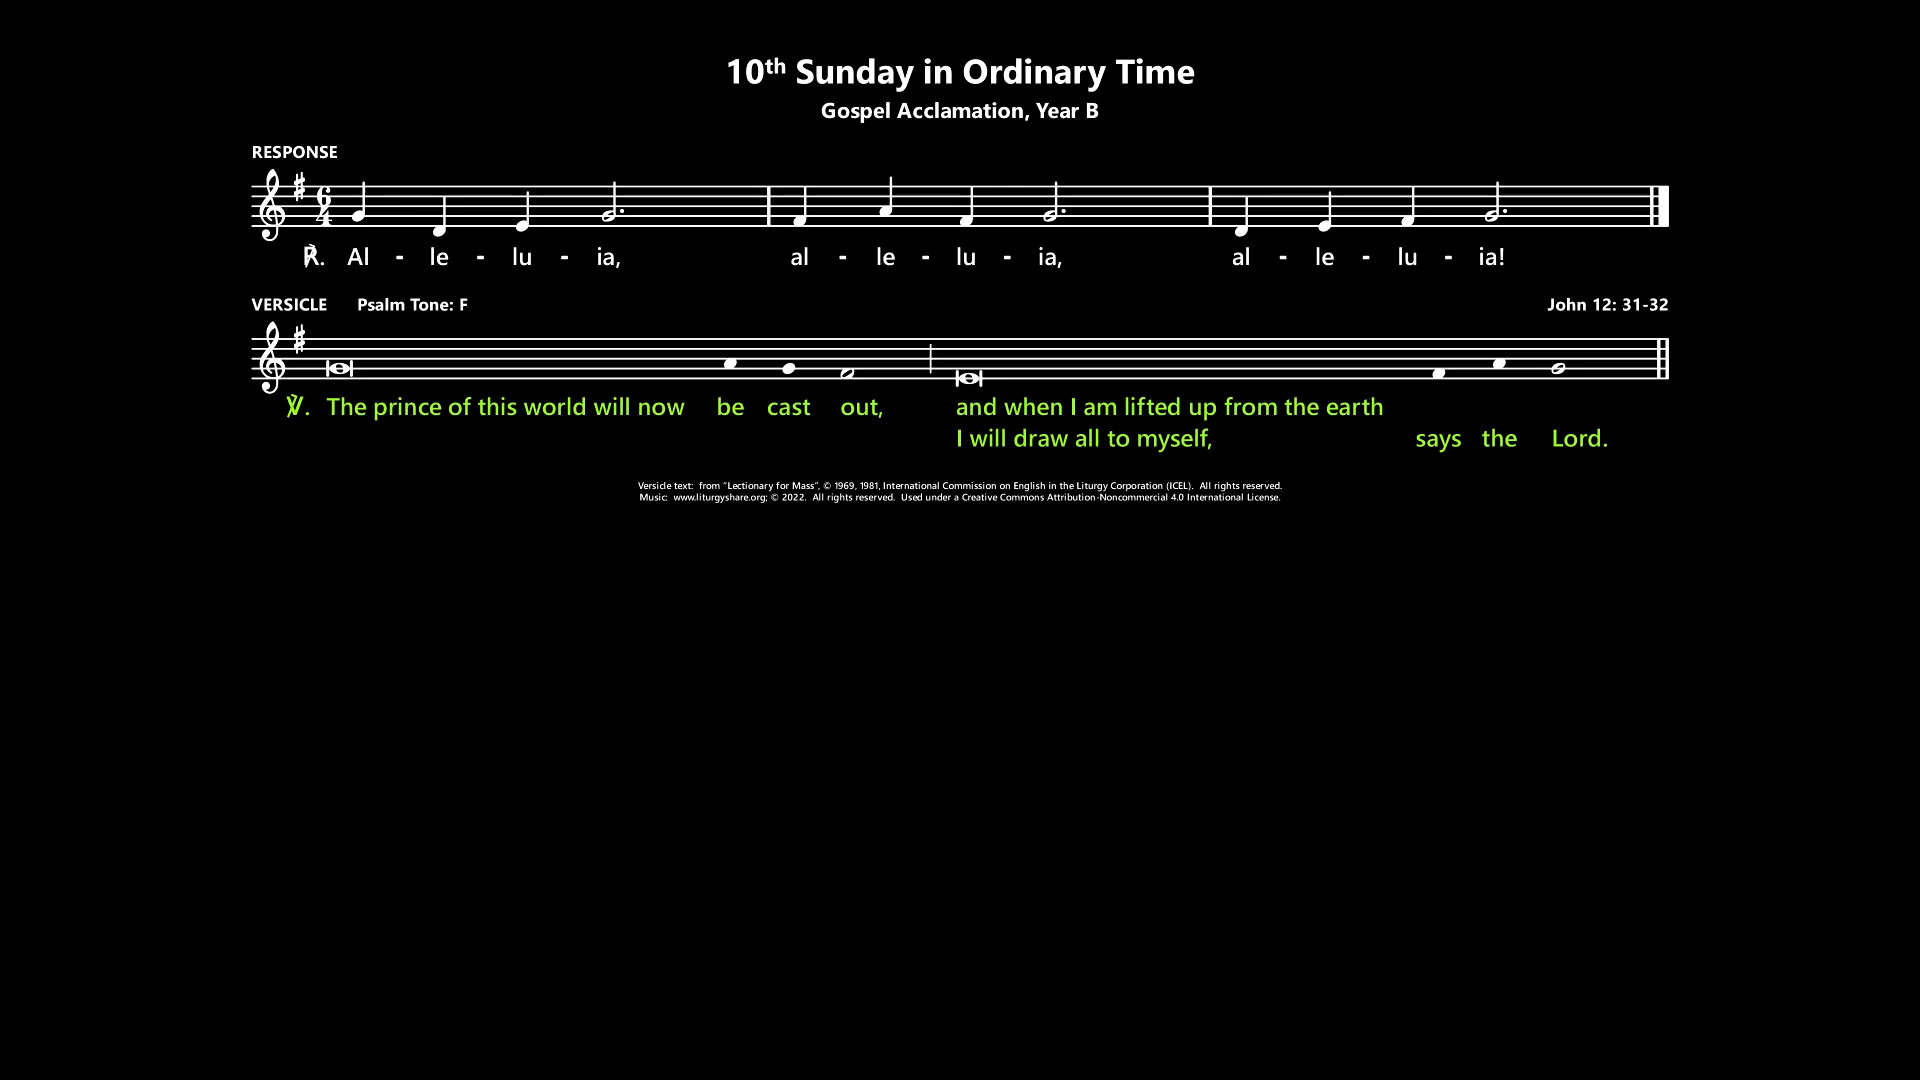 10th Sunday in Ordinary Time
Gospel Acclamation, Year B
RESPONSE
6
4
℟. Al - le - lu - ia, al - le - lu - ia, al - le - lu - ia!
VERSICLE Psalm Tone: F John 12: 31-32
℣. The prince of this world will now be cast out, and when I am lifted up from the earth
I will draw all to myself, says the Lord.
Versicle text: from “Lectionary for Mass”, © 1969, 1981, International Commission on English in the Liturgy Corporation (ICEL). All rights reserved.
Music: www.liturgyshare.org; © 2022. All rights reserved. Used under a Creative Commons Attribution-Noncommercial 4.0 International License.